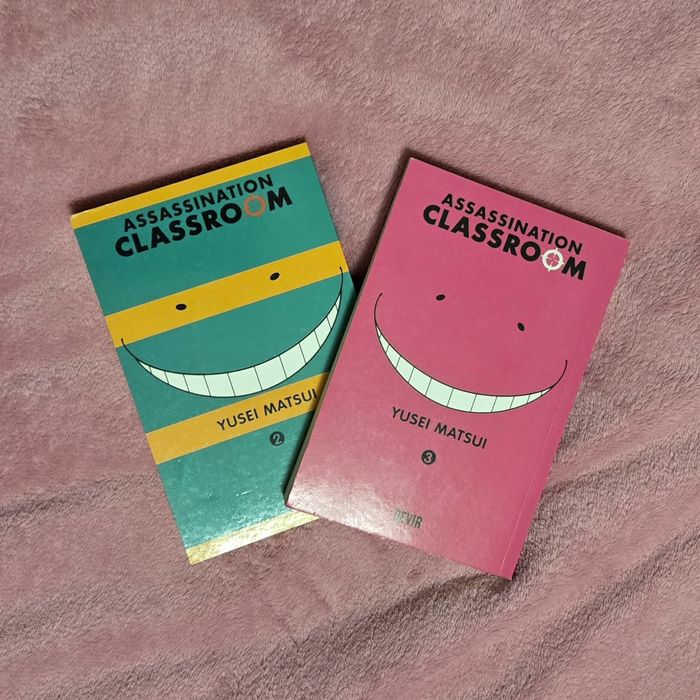 ASSASSINATION
CLASSROOM
YUSEI MATSUI
2
ASSASSINATION
CLASSROOM
YUSEI MATSUI
3
DEVIR